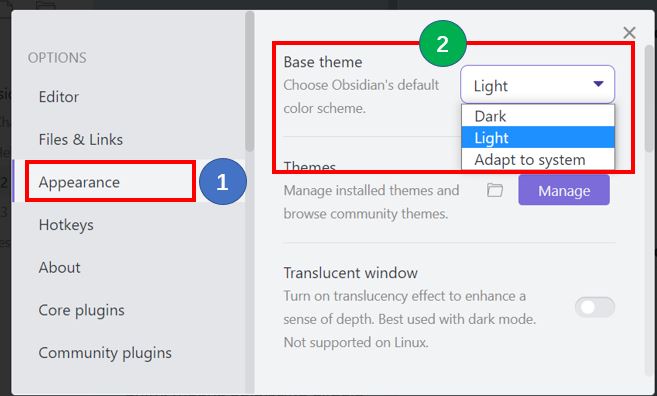 OPTIONS
Editor
Files & Links
Appearance
1
Hotkeys
About
Core plugins
Community plugins
2
Base theme
Choose Obsidian's default
color scheme.
Light
Dark
Light
Adapt to system
Themes
Manage installed themes and
browse community themes.
Manage
Translucent window
Turn on translucency effect to enhance a
sense of depth. Best used with dark mode.
Not supported on Linux.